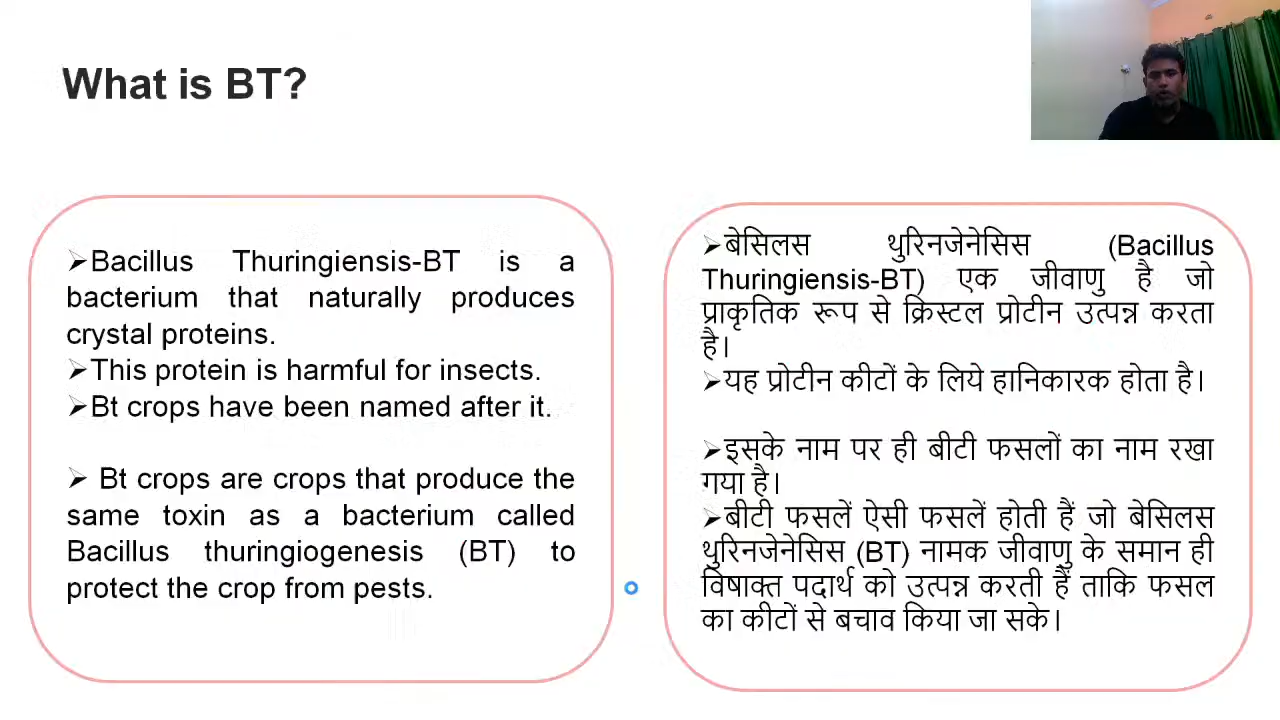 What is BT?
➢Bacillus Thuringiensis-BT is a
bacterium that naturally produces
crystal proteins.
➢This protein is harmful for insects.
➢Bt crops have been named after it.
➢ Bt crops are crops that produce the
same toxin as a bacterium called
Bacillus thuringiogenesis (BT) to
protect the crop from pests.
➢बेसिलस थुरिनजेनेसिस (Bacillus
Thuringiensis-BT) एक जीवाणु है जो
प्राकृतिक रूप से क्रिस्टल प्रोटीन उत्पन्न करता
है।
➢यह प्रोटीन कीटों के लिये हानिकारक होता है।
➢इसके नाम पर ही बीटी फसलों का नाम रखा
गया है।
➢बीटी फसलें ऐसी फसलें होती हैं जो बेसिलस
थुरिनजेनेसिस (BT) नामक जीवाणु के समान ही
विषाक्त पदार्थ को उत्पन्न करती हैं ताकि फसल
का कीटों से बचाव किया जा सके।